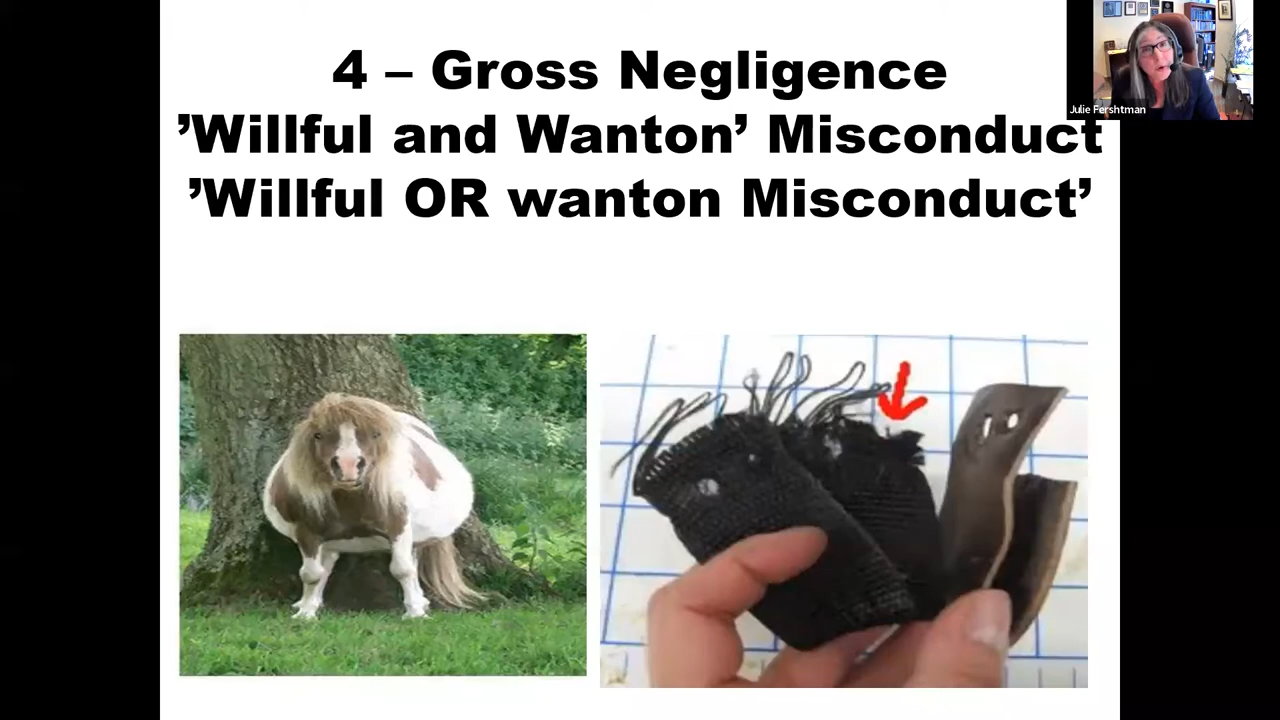 4 – Gross Negligence
’Willful and Wanton’ Misconduct
’Willful OR wanton Misconduct’
Julie Fershtman